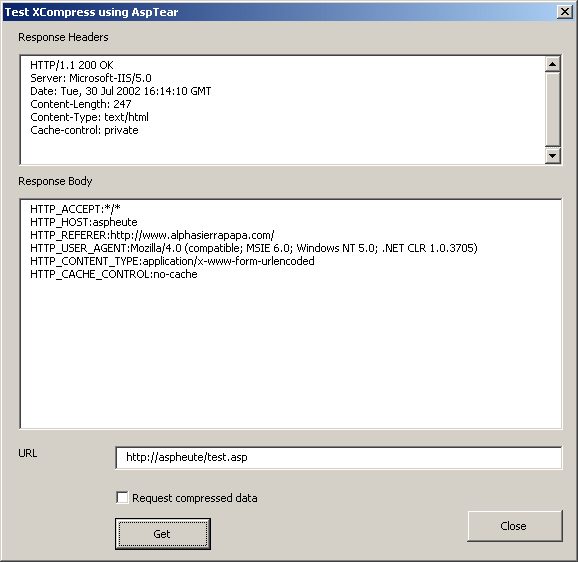 Test XCompress using AspTear
Response Headers
HTTP/1.1 200 OK
Server: Microsoft-IIS/5.0
Date: Tue, 30 Jul 2002 16:14:10 GMT
Content-Length: 247
Content-Type: text/html
Cache-control: private
Response Body
HTTP_ACCEPT:*/*
HTTP_HOST:aspheute
HTTP_REFERER:http://www.alphasierrapapa.com/
HTTP_USER_AGENT:Mozilla/4.0 (compatible; MSIE 6.0; Windows NT 5.0; .NET CLR 1.0.3705)
HTTP_CONTENT_TYPE:application/x-www-form-urlencoded
HTTP_CACHE_CONTROL:no-cache
URL
http://aspheute/test.asp
Request compressed data
Get
Close